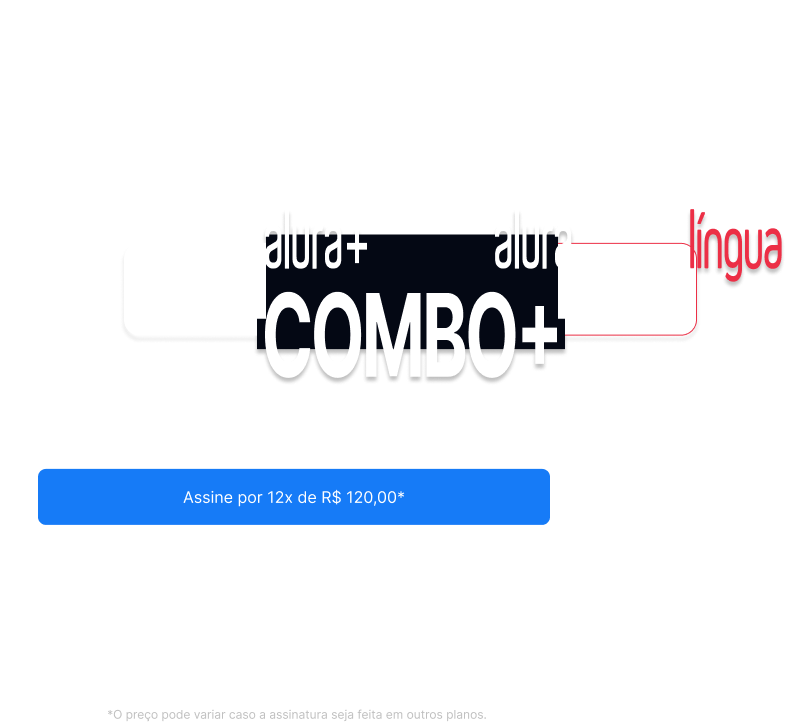 alura+ alura língua
COMBO+
Assine por 12x de R$ 120,00*
*O preço pode variar caso a assinatura seja feita em outros planos.